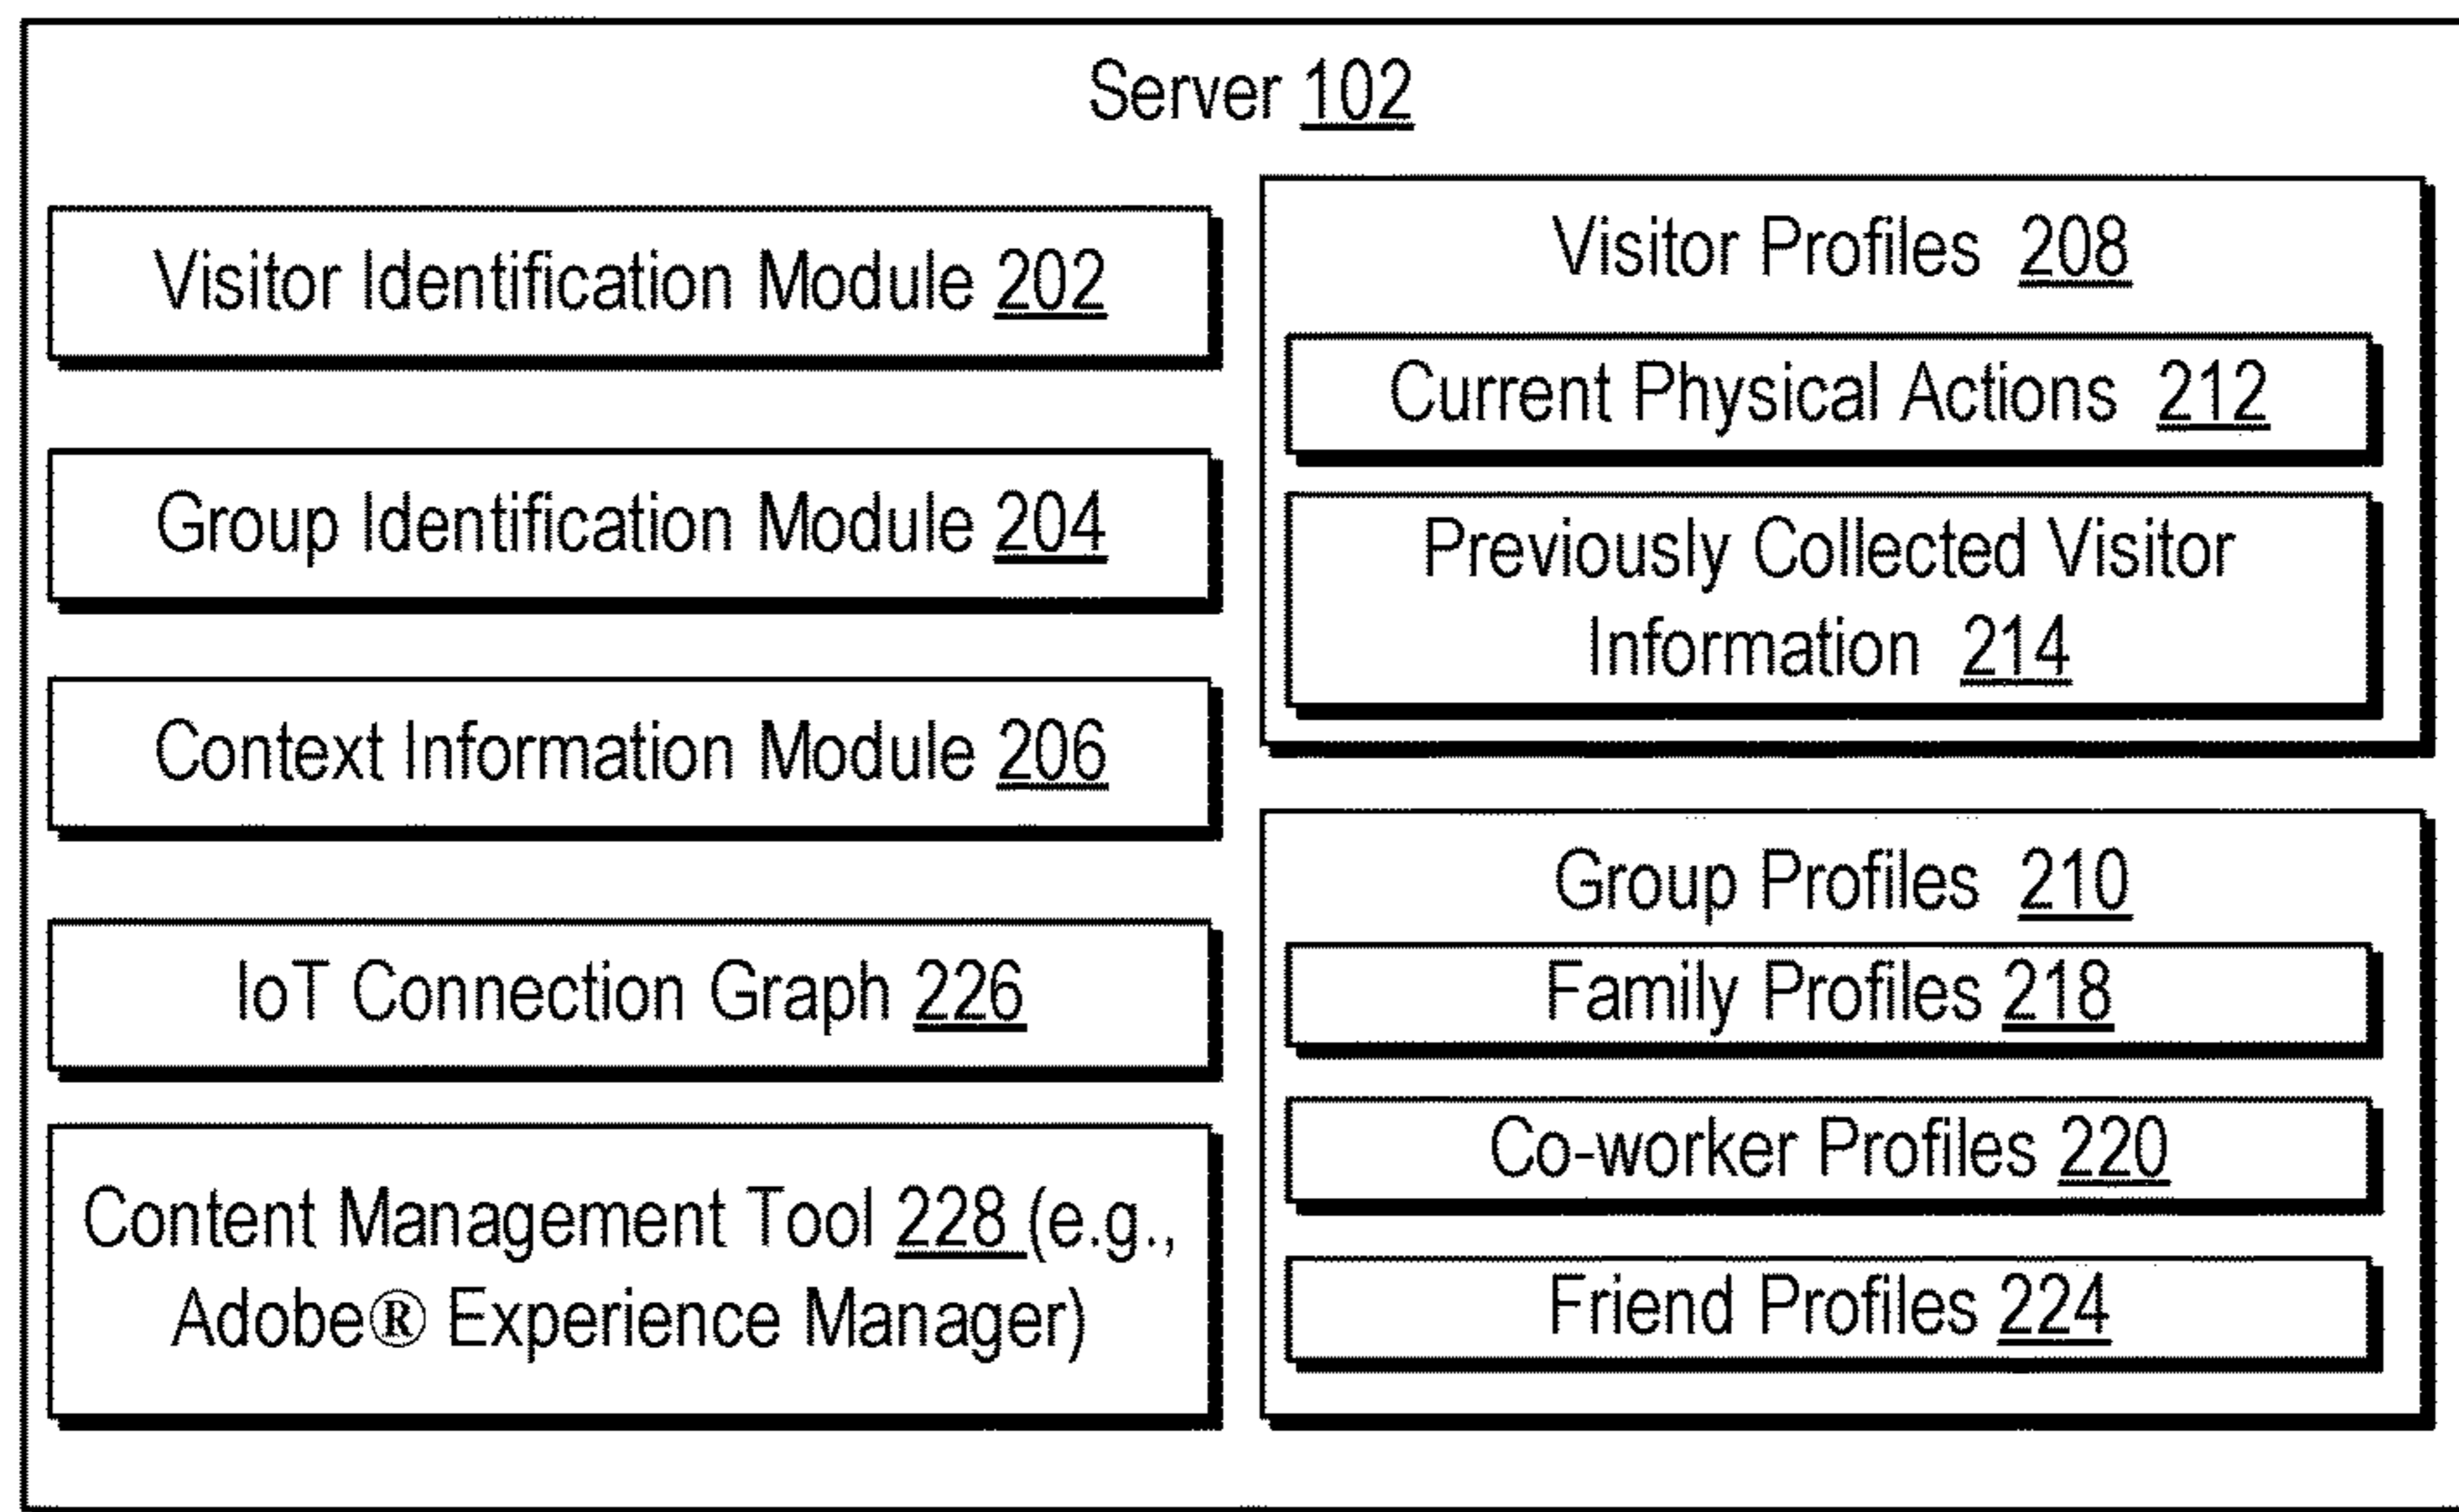 Server 102
Visitor Identification Module 202
Group Identification Module 204
Context Information Module 206
IoT Connection Graph 226
Content Management Tool 228 (e.g.,
Adobe® Experience Manager)
Visitor Profiles 208
Current Physical Actions 212
Previously Collected Visitor
Information 214
Group Profiles 210
Family Profiles 218
Co-worker Profiles 220
Friend Profiles 224